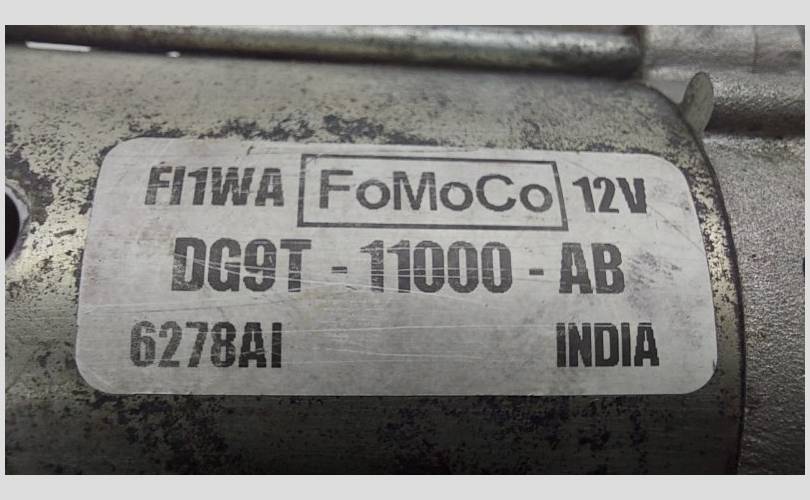 FI1WA FoMoCo 12V
DG9T - 11000 - AB
6278AI INDIA